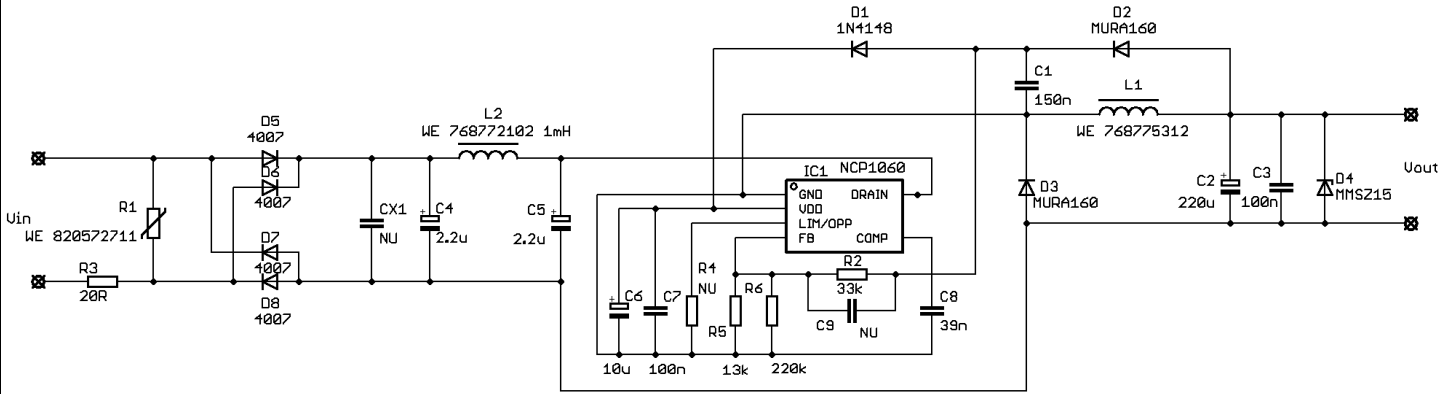 D1
1N4148
D2
MURA160
C1
150n
L1
WE 768775312
L2
WE 768772102 1mH
D5
4007
D6
4007
IC1
NCP1060
GND
DRAIN
VDD
LIM/OPP
FB
COMP
Vin
R1
WE 820572711
CX1
NU
C4
2.2u
C5
2.2u
D3
MURA160
C2
220u
C3
100n
D4
MMSZ15
Vout
D7
4007
R3
20R
D8
4007
C6
10u
C7
100n
R4
NU
R5
13k
R6
220k
R2
33k
C9
NU
C8
39n